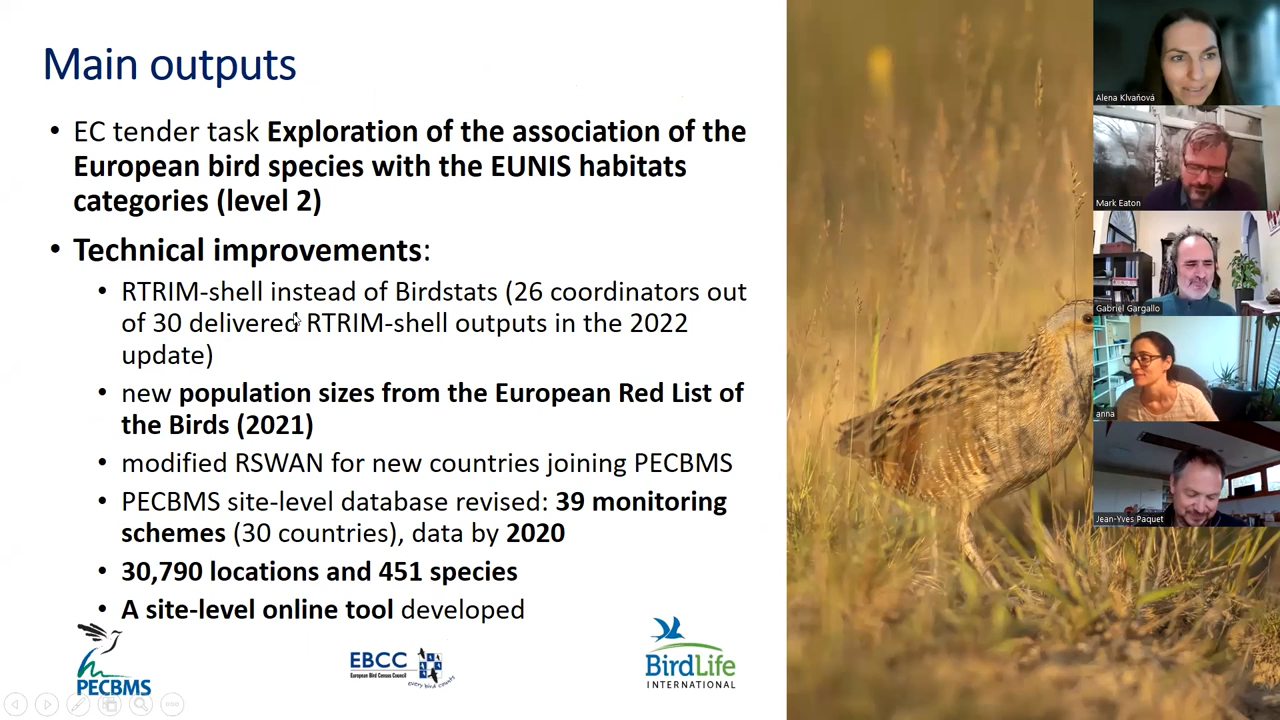 Main outputs
• EC tender task Exploration of the association of the
European bird species with the EUNIS habitats
categories (level 2)
• Technical improvements:
• RTRIM-shell instead of Birdstats (26 coordinators out
of 30 delivered RTRIM-shell outputs in the 2022
update)
• new population sizes from the European Red List of
the Birds (2021)
• modified RSWAN for new countries joining PECBMS
• PECBMS site-level database revised: 39 monitoring
schemes (30 countries), data by 2020
• 30,790 locations and 451 species
• A site-level online tool developed
PECBMS
EBCC
European Bird Census Council
every bird counts
BirdLife
INTERNATIONAL
Alena Klvaňová
Mark Eaton
Gabriel Gargallo
anna
Jean-Yves Paquet